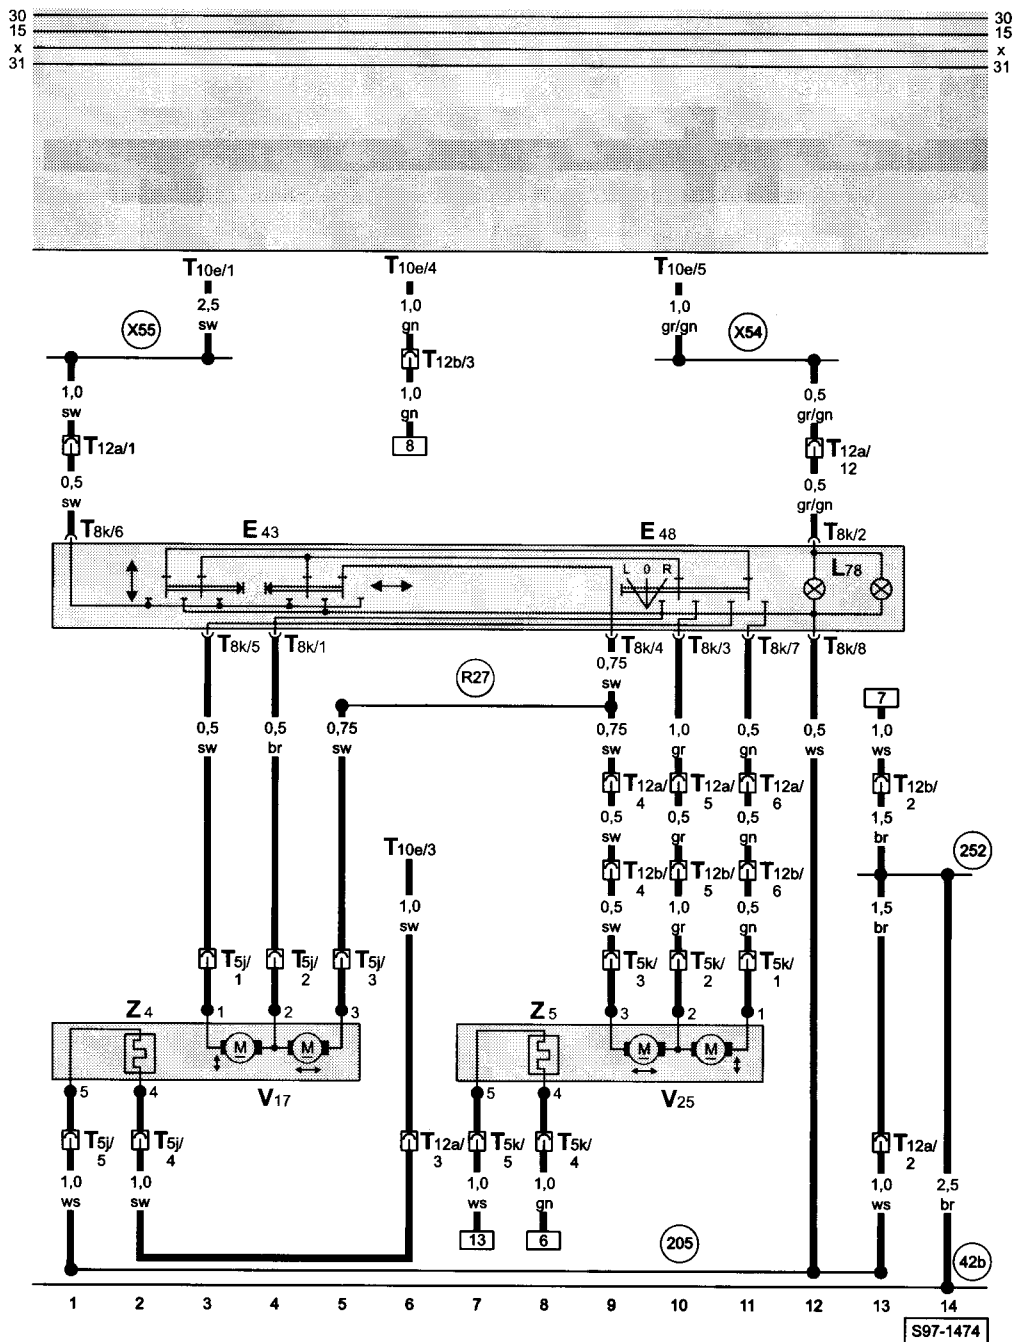 30 30
15 15
x x
31 31
T10e/1 T10e/4 T10e/5
2,5 1,0 1,0
sw gn gr/gn
X55 X54
T12b/3
1,0 1,0 0,5
sw gn gr/gn
T12a/1 8 T12a/
12
0,5 0,5
sw gr/gn
T8k/6 E 43 E 48 T8k/2
L 0 R L78
T8k/5 T8k/1 T8k/4 T8k/3 T8k/7 T8k/8
0,75
sw
R27 7
0,5 0,5 0,75 0,75 1,0 0,5 0,5 1,0
sw br sw sw gr gn ws ws
T12a/ T12a/ T12a/ T12b/
4 5 6 2
0,5 0,5 0,5 1,5
sw gr gn br
T10e/3 252
T12b/ T12b/ T12b/
4 5 6
1,0 0,5 1,0 0,5 1,5
sw sw gr gn br
T5j/ T5j/ T5j/ T5k/ T5k/ T5k/
1 2 3 3 2 1
Z 4 1 2 3 Z 5 3 2 1
M M M M
5 4 V17 5 4 V25
T5j/ T5j/ T12a/ T5k/ T5k/ T12a/
5 4 3 5 4 2
1,0 1,0 1,0 1,0 1,0 2,5
ws sw ws gn ws br
13 6 205
42b
1 2 3 4 5 6 7 8 9 10 11 12 13 14
S97-1474